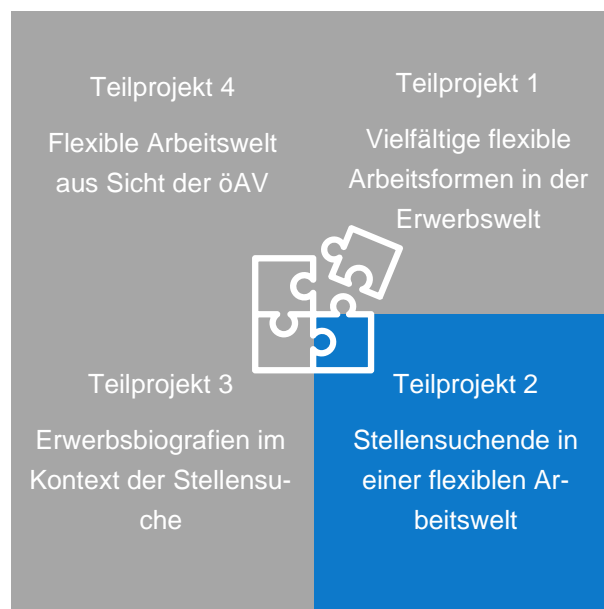 Teilprojekt 4
Flexible Arbeitswelt
aus Sicht der öAV
Teilprojekt 1
Vielfältige flexible
Arbeitsformen in der
Erwerbswelt
Teilprojekt 3
Erwerbsbiografien im
Kontext der Stellensu-
che
Teilprojekt 2
Stellensuchende in
einer flexiblen Ar-
beitswelt